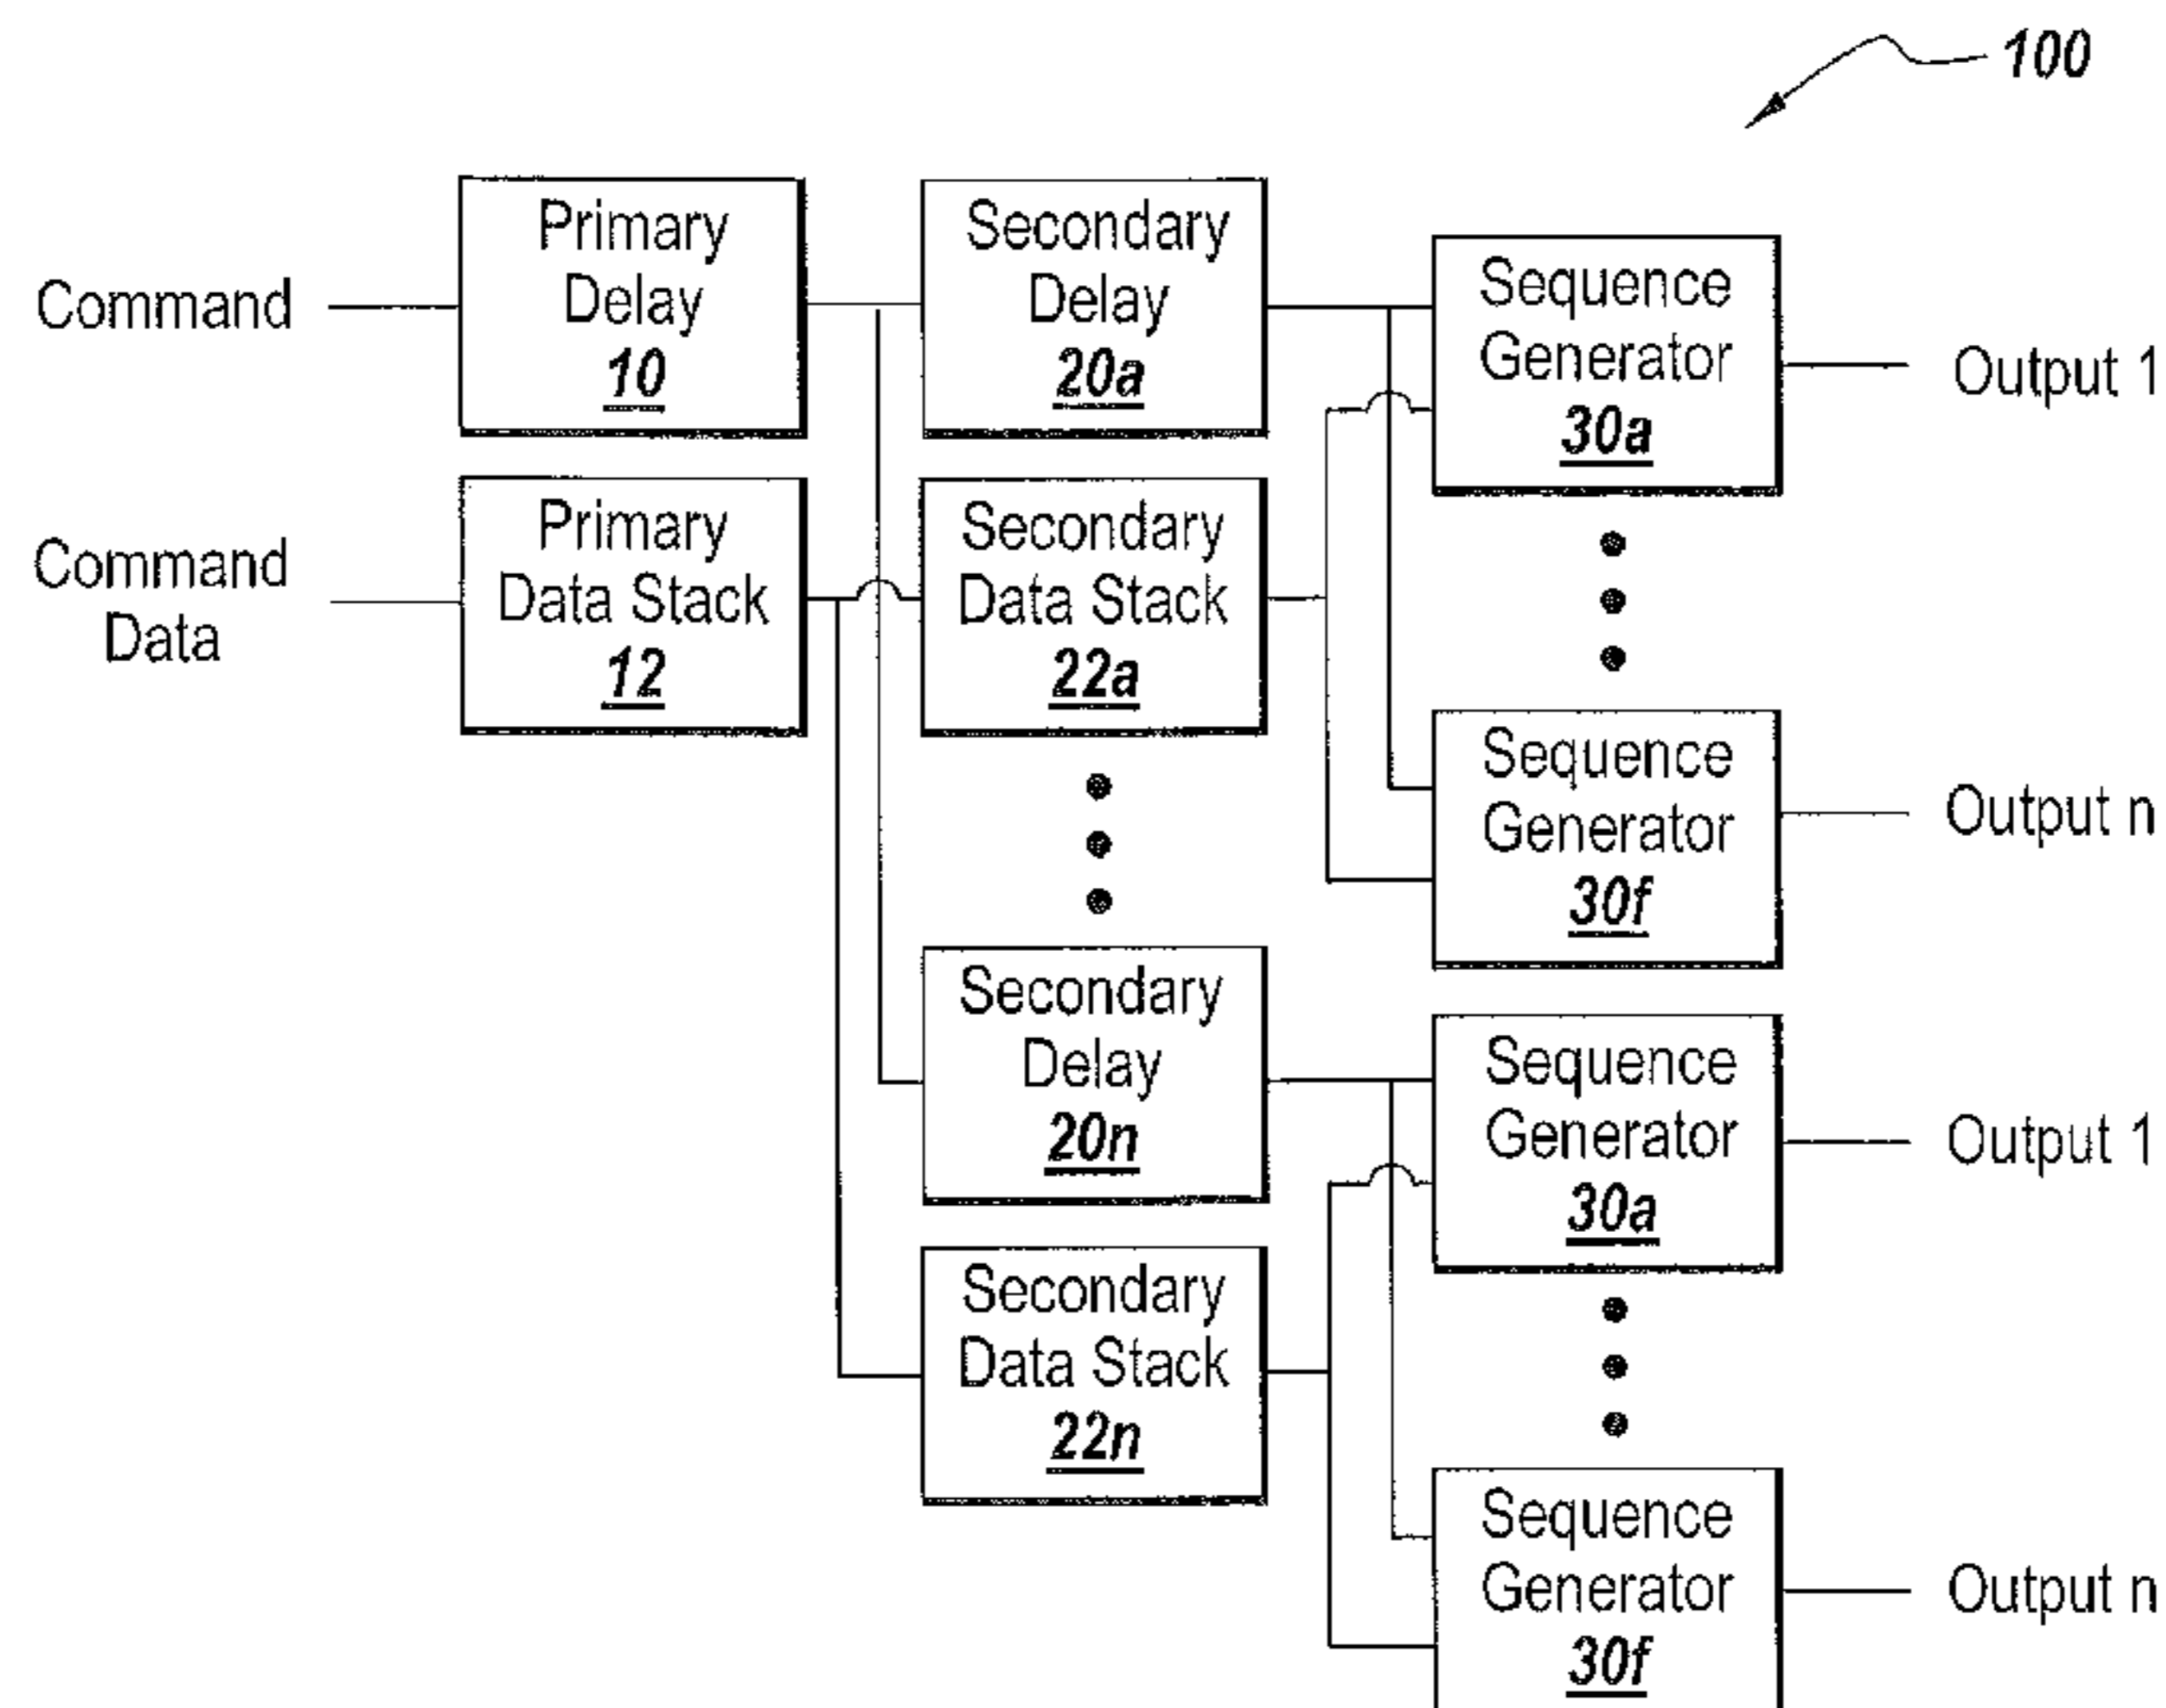 100
Command
Primary
Delay
10
Secondary
Delay
20a
Sequence
Generator
30a
Output 1
Command
Data
Primary
Data Stack
12
Secondary
Data Stack
22a
Sequence
Generator
30f
Output n
Secondary
Delay
20n
Sequence
Generator
30a
Output 1
Secondary
Data Stack
22n
Sequence
Generator
30f
Output n